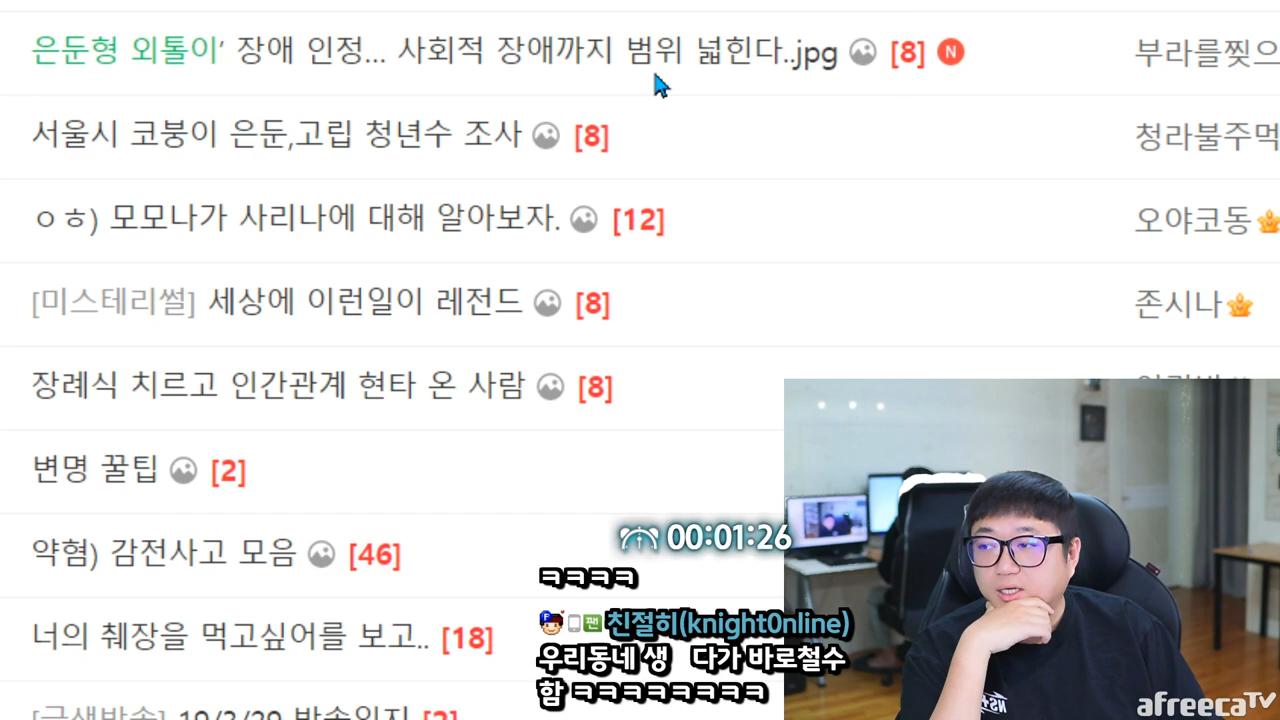 은둔형 외톨이’ 장애 인정... 사회적 장애까지 범위 넓힌다..jpg [8] N 부라를찢으
서울시 코붕이 은둔,고립 청년수 조사 [8] 청라불주먹
ㅇㅎ) 모모나가 사리나에 대해 알아보자. [12] 오야코동
[미스테리썰] 세상에 이런일이 레전드 [8] 존시나
장례식 치르고 인간관계 현타 온 사람 [8]
변명 꿀팁 [2]
약혐) 감전사고 모음 [46]
너의 췌장을 먹고싶어를 보고.. [18]
00:01:26
ㅋㅋㅋㅋ
팬 친절히(knight0nline)
우리동네 생 다가 바로철수
함 ㅋㅋㅋㅋㅋㅋㅋㅋ
afreecaTV